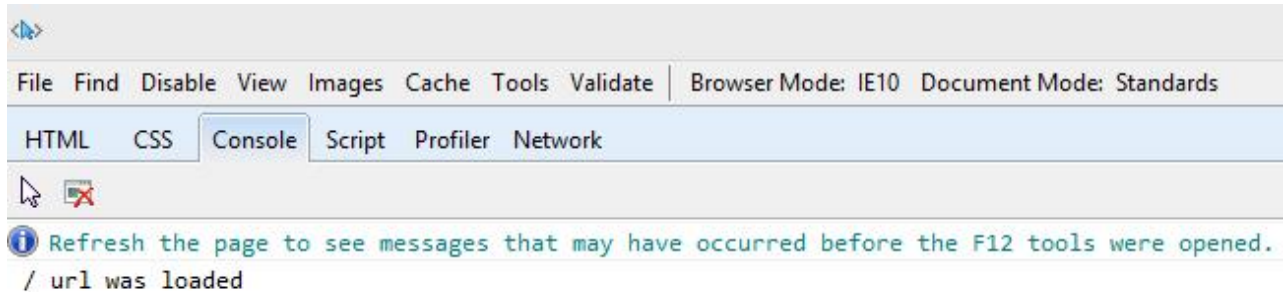 File Find Disable View Images Cache Tools Validate | Browser Mode: IE10 Document Mode: Standards
HTML CSS Console Script Profiler Network
Refresh the page to see messages that may have occurred before the F12 tools were opened.
/ url was loaded